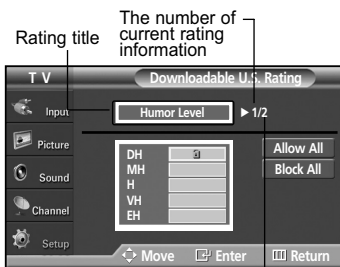 The number of
current rating
information
Rating title
T V
Downloadable U.S. Rating
Input
Humor Level
► 1/2
Picture
Allow All
DH
Block All
MH
Sound
H
VH
Channel
EH
Setup
Move
Enter
Return